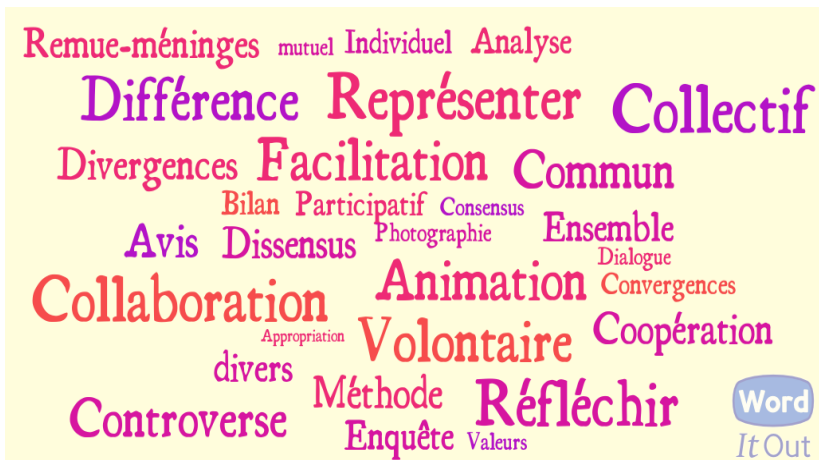 Remue-méninges mutuel Individuel Analyse
Différence Représenter Collectif
Divergences Facilitation Commun
Bilan Participatif Consensus
Avis Dissensus Photographie Ensemble
Dialogue
Collaboration Animation Convergences
Appropriation Volontaire Coopération
divers
Méthode Réfléchir
Controverse
Enquête Valeurs
Word
It Out